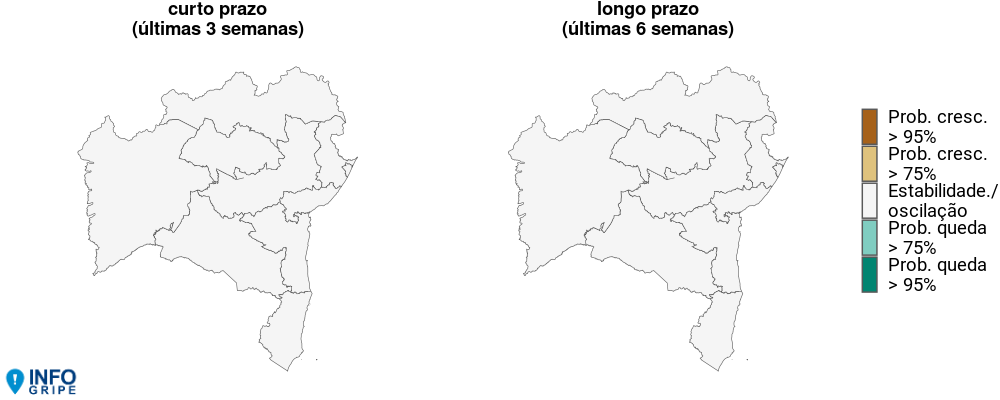 curto prazo
(últimas 3 semanas)
longo prazo
(últimas 6 semanas)
Prob. cresc.
> 95%
Prob. cresc.
> 75%
Estabilidade./
oscilação
Prob. queda
> 75%
Prob. queda
> 95%
INFO
GRIPE